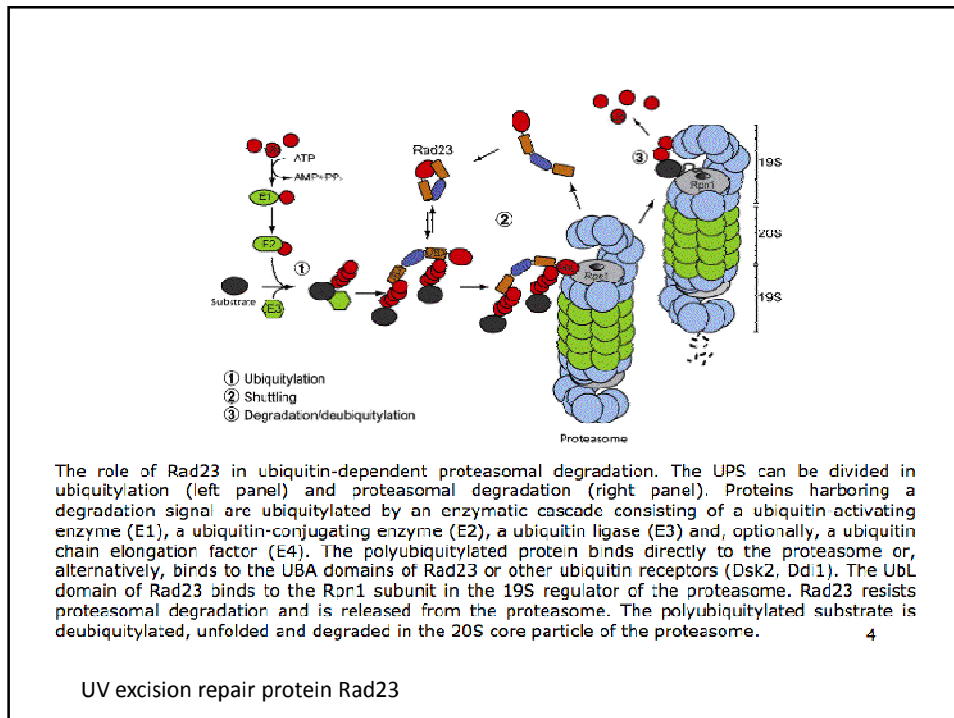 Rad23
ATP
AMP+PPi
E1
E2
①
②
③
Substrate
E3
Rpn1
Rpn1
19S
20S
19S
① Ubiquitylation
② Shuttling
③ Degradation/deubiquitylation
Proteasome
The role of Rad23 in ubiquitin-dependent proteasomal degradation. The UPS can be divided in
ubiquitylation (left panel) and proteasomal degradation (right panel). Proteins harboring a
degradation signal are ubiquitylated by an enzymatic cascade consisting of a ubiquitin-activating
enzyme (E1), a ubiquitin-conjugating enzyme (E2), a ubiquitin ligase (E3) and, optionally, a ubiquitin
chain elongation factor (E4). The polyubiquitylated protein binds directly to the proteasome or,
alternatively, binds to the UBA domains of Rad23 or other ubiquitin receptors (Dsk2, Ddi1). The UbL
domain of Rad23 binds to the Rpn1 subunit in the 19S regulator of the proteasome. Rad23 resists
proteasomal degradation and is released from the proteasome. The polyubiquitylated substrate is
deubiquitylated, unfolded and degraded in the 20S core particle of the proteasome.
4
UV excision repair protein Rad23